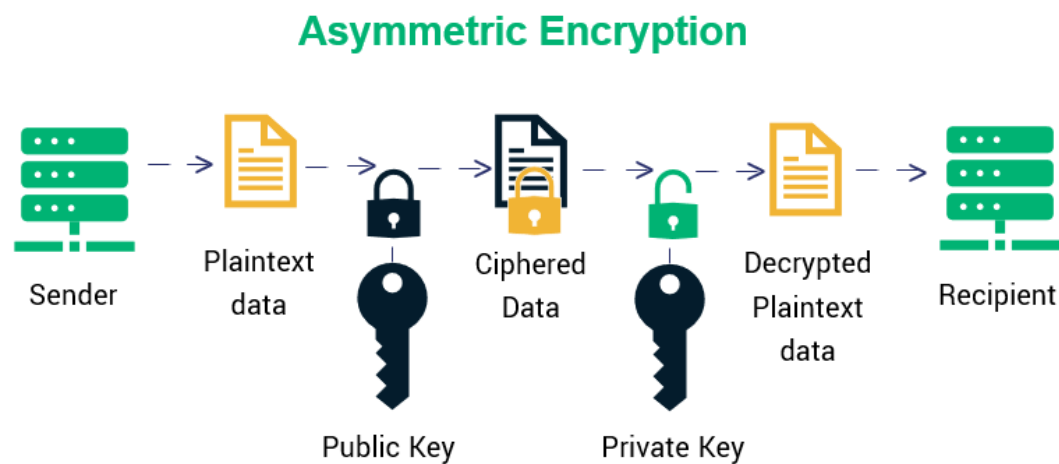 Asymmetric Encryption
Sender
Plaintext
data
Public Key
Ciphered
Data
Private Key
Decrypted
Plaintext
data
Recipient